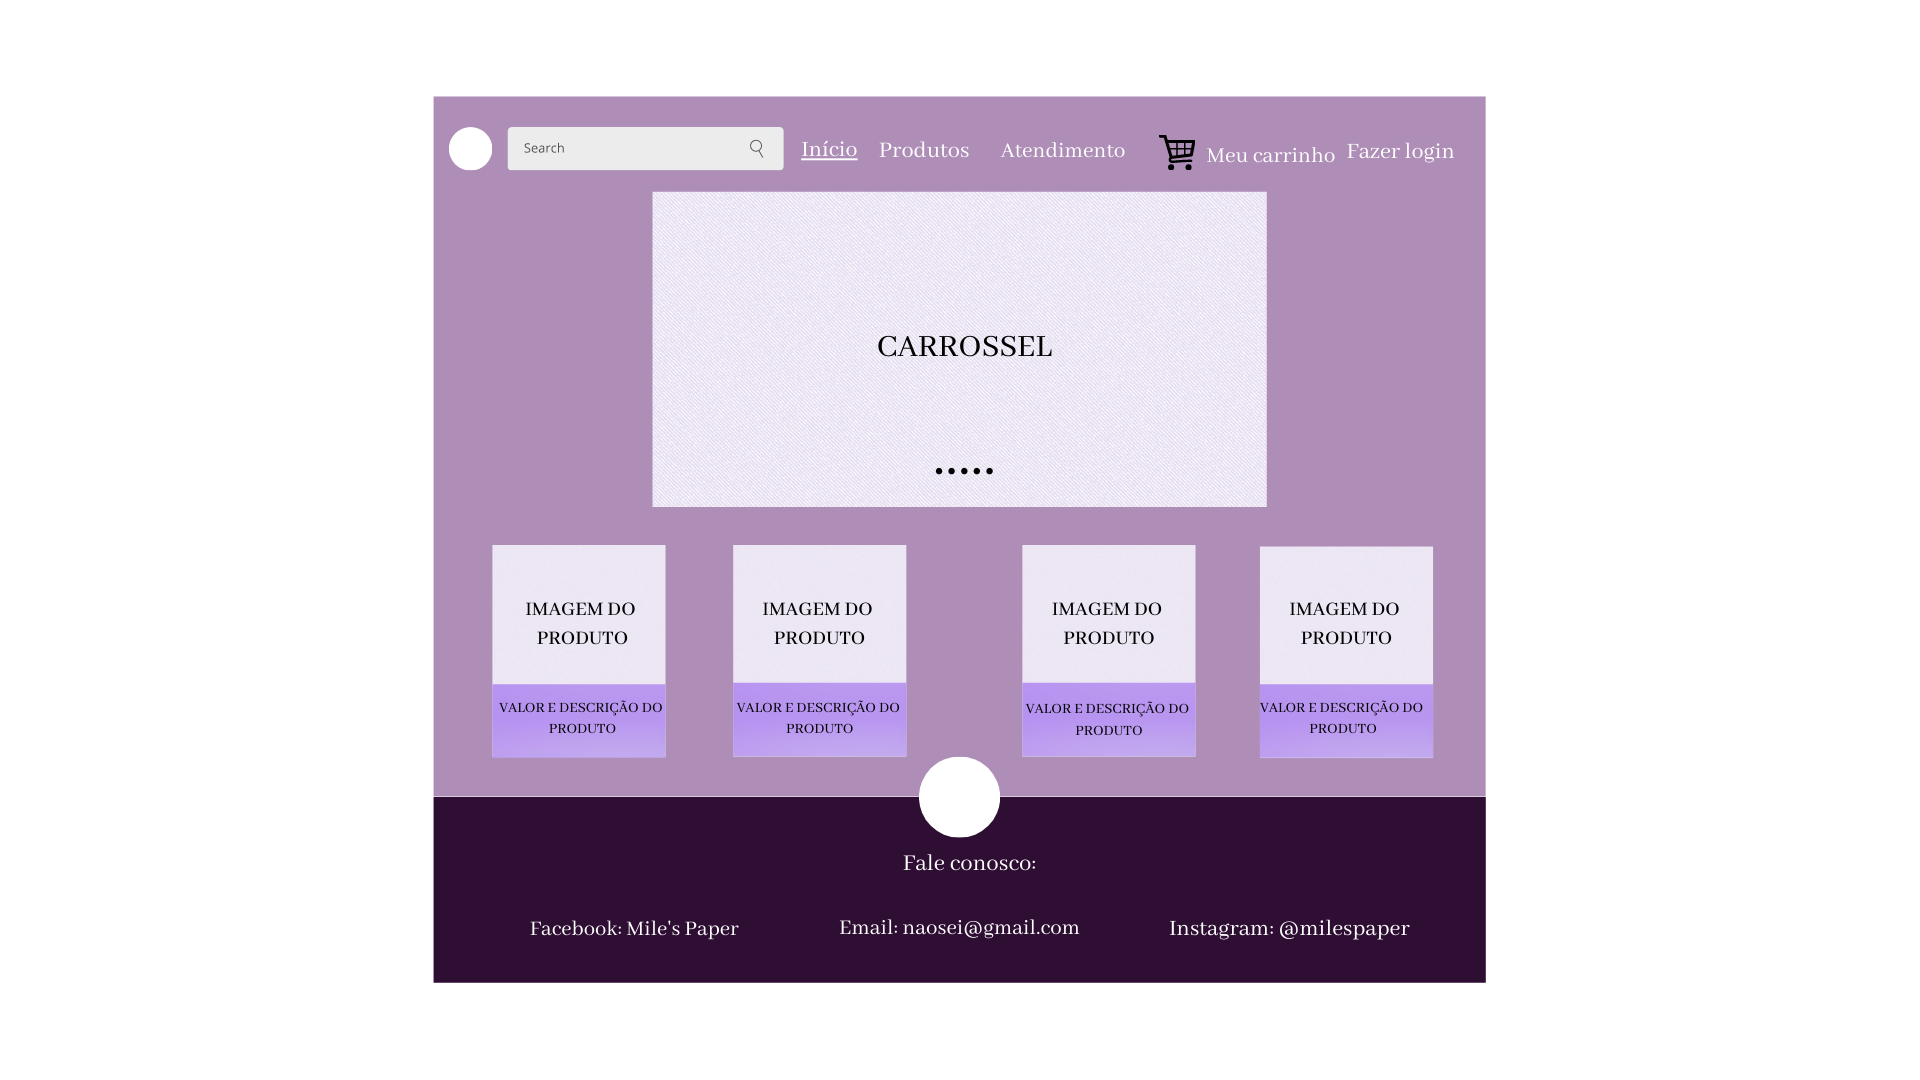 Search
Início
Produtos
Atendimento
Meu carrinho
Fazer login
CARROSSEL
IMAGEM DO
PRODUTO
VALOR E DESCRIÇÃO DO
PRODUTO
IMAGEM DO
PRODUTO
VALOR E DESCRIÇÃO DO
PRODUTO
IMAGEM DO
PRODUTO
VALOR E DESCRIÇÃO DO
PRODUTO
IMAGEM DO
PRODUTO
VALOR E DESCRIÇÃO DO
PRODUTO
Fale conosco:
Facebook: Mile's Paper
Email: naosei@gmail.com
Instagram: @milespaper